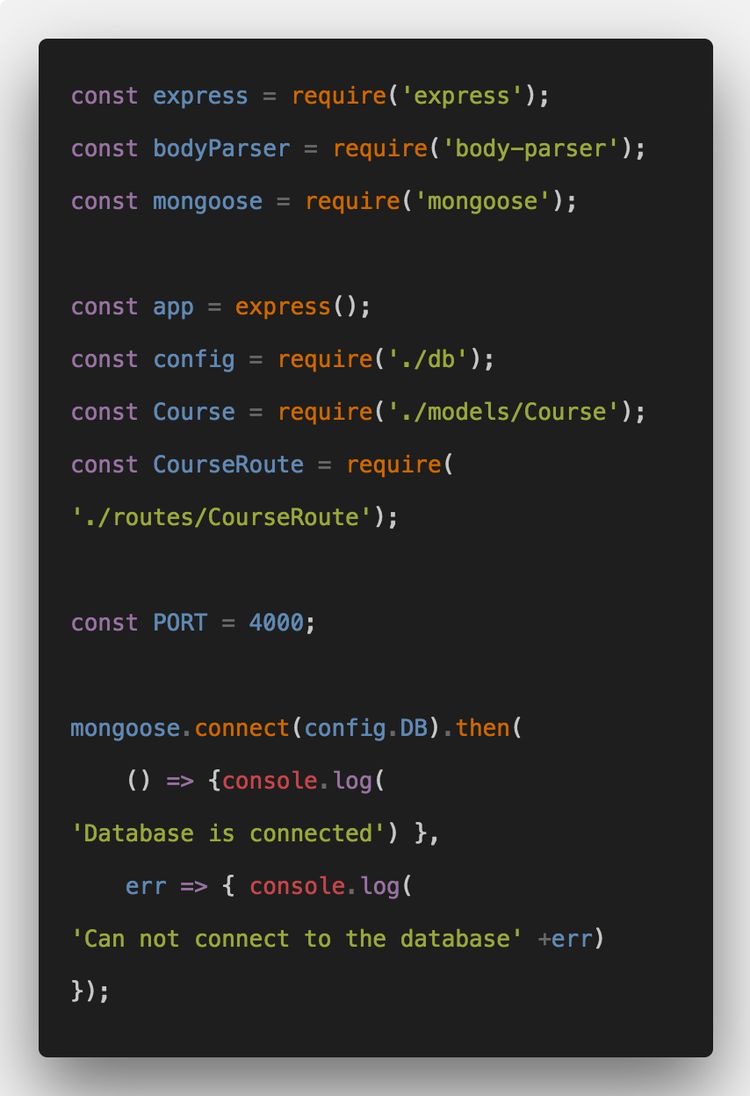 const express = require('express');
const bodyParser = require('body-parser');
const mongoose = require('mongoose');
const app = express();
const config = require('./db');
const Course = require('./models/Course');
const CourseRoute = require(
'./routes/CourseRoute');
const PORT = 4000;
mongoose.connect(config.DB).then(
    () => {console.log(
'Database is connected') },
    err => { console.log(
'Can not connect to the database' +err)
});